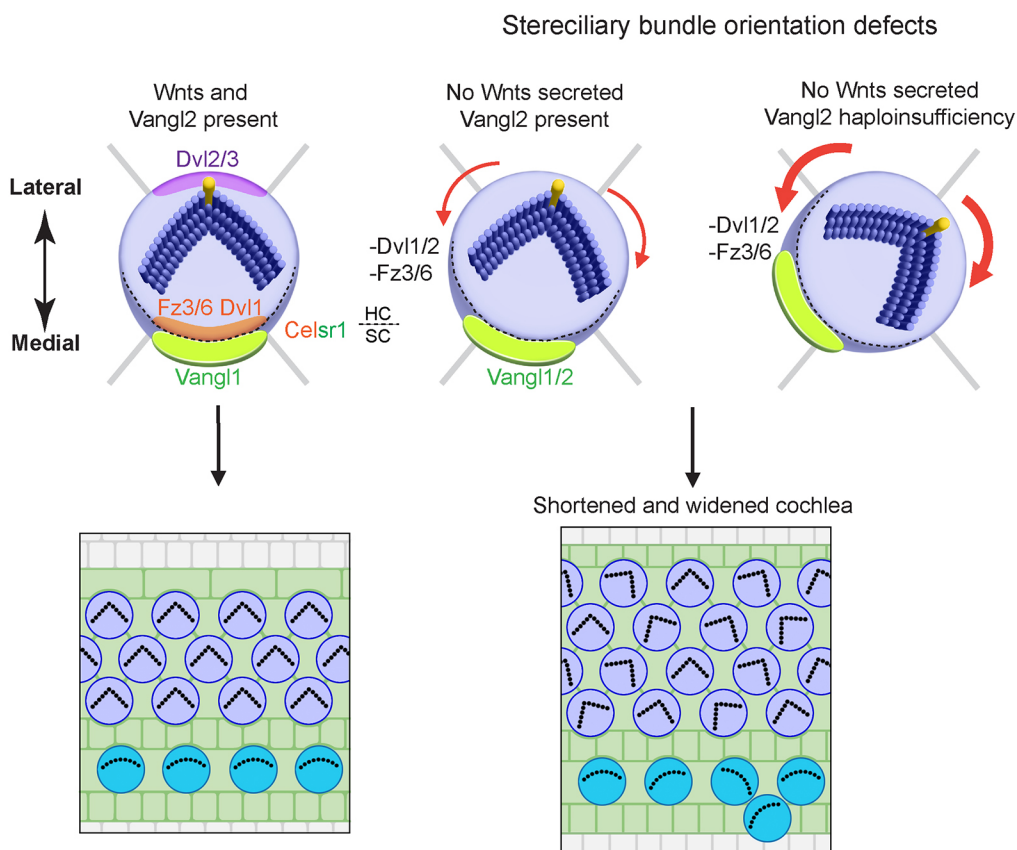 Stereciliary bundle orientation defects
Wnts and
Vangl2 present
No Wnts secreted
Vangl2 present
No Wnts secreted
Vangl2 haploinsufficiency
Lateral
Medial
Dvl2/3
Fz3/6 Dvl1
Celsr1
Vangl1
HC
SC
-Dvl1/2
-Fz3/6
Vangl1/2
-Dvl1/2
-Fz3/6
Shortened and widened cochlea